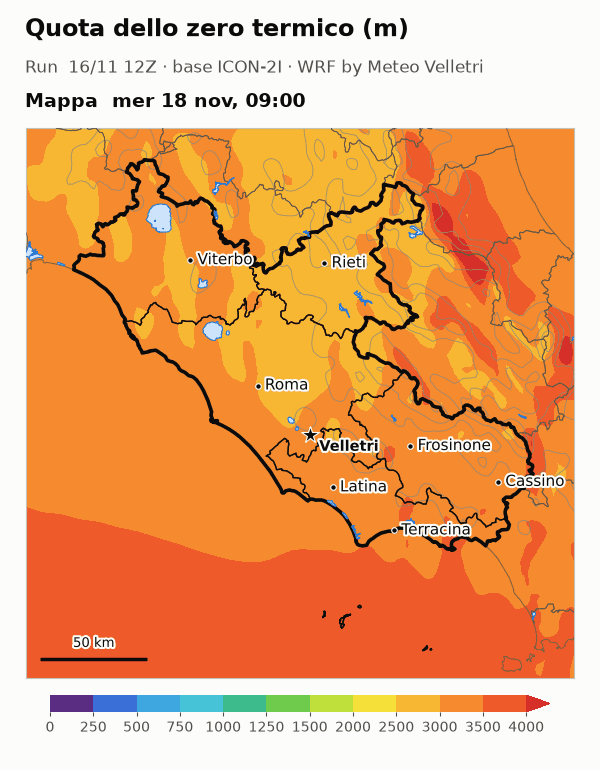 Quota dello zero termico (m)
Run  16/11 12Z · base ICON-2I · WRF by Meteo Velletri
Mappa  mer 18 nov, 09:00
Viterbo
Rieti
Roma
Velletri
Frosinone
Latina
Cassino
Terracina
50 km
0 250 500 750 1000 1250 1500 2000 2500 3000 3500 4000